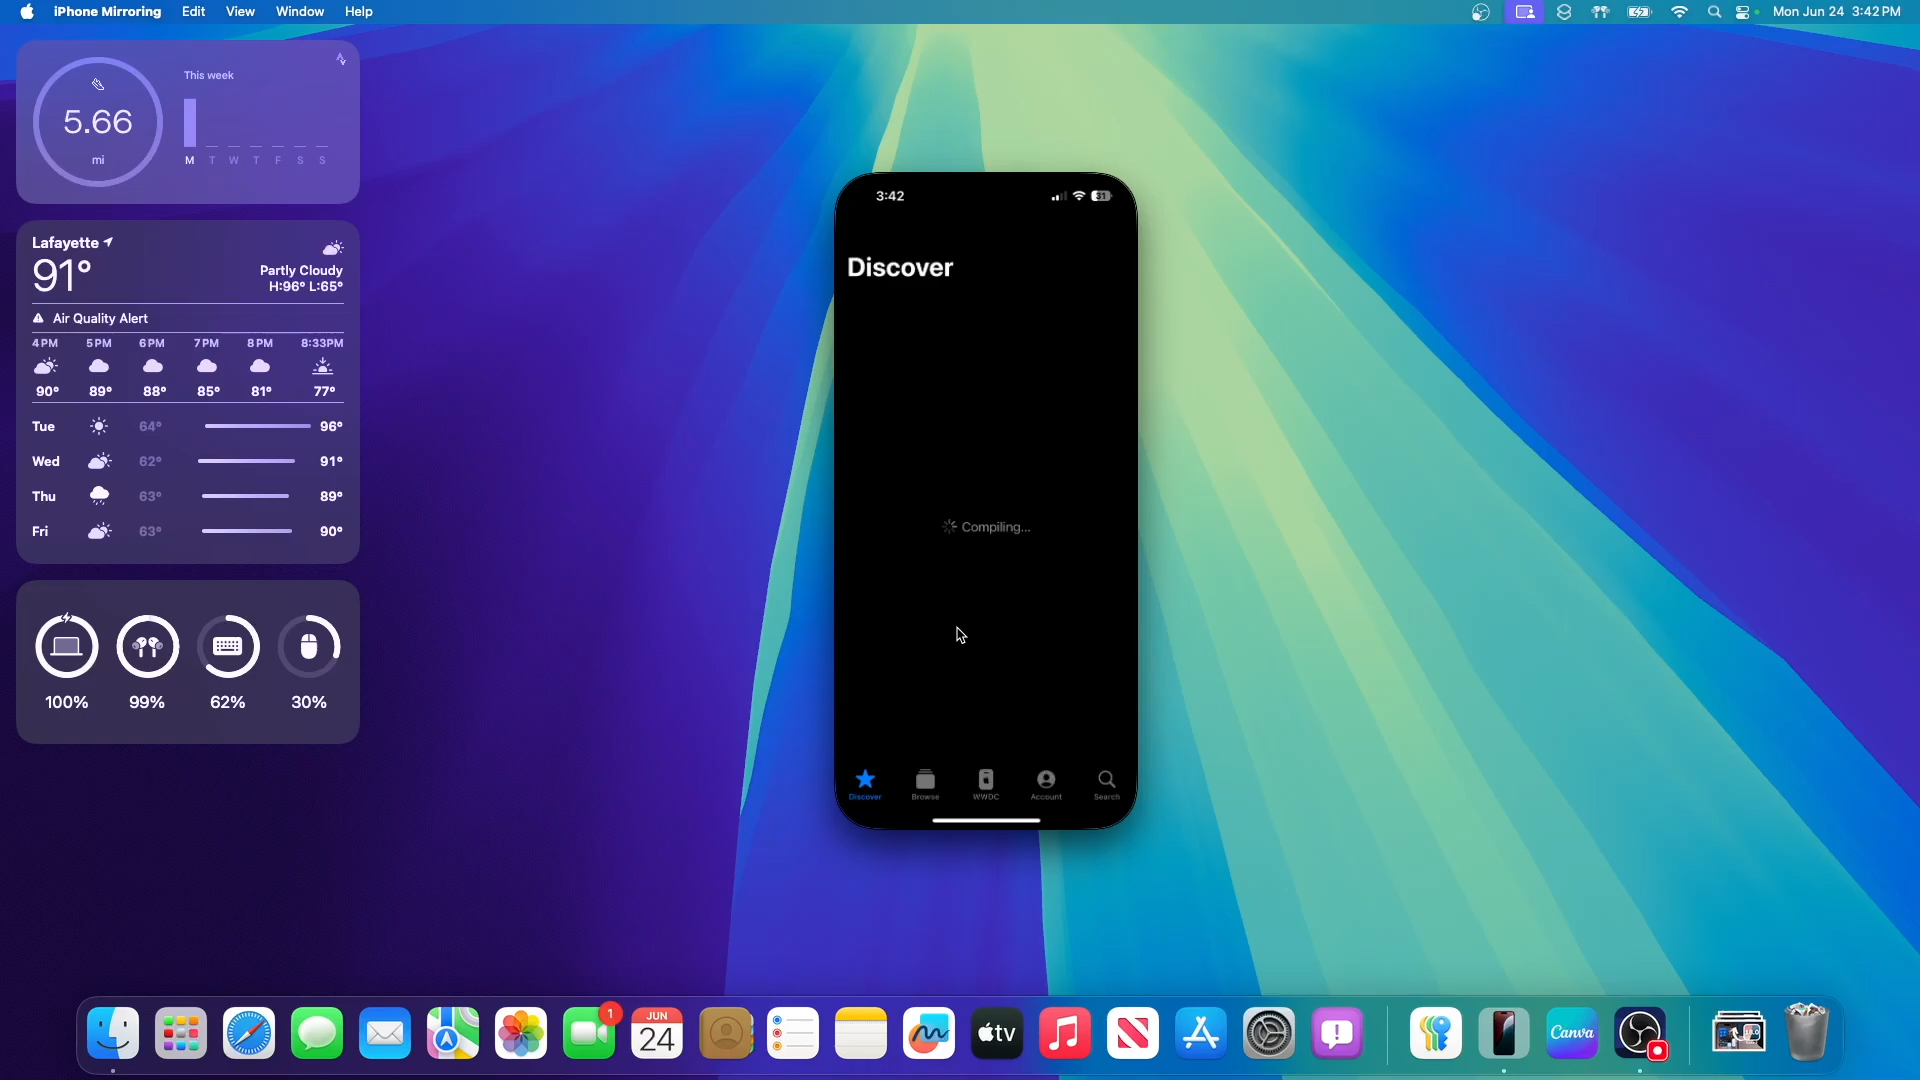 iPhone Mirroring Edit View Window Help
Mon Jun 24 3:42 PM
5.66
mi
This week
M T W T F S S
Lafayette
91°
Partly Cloudy
H:96° L:65°
Air Quality Alert
4PM 5PM 6PM 7PM 8PM 8:33PM
90° 89° 88° 85° 81° 77°
Tue 64° 96°
Wed 62° 91°
Thu 63° 89°
Fri 63° 90°
100% 99% 62% 30%
3:42
31
Discover
Compiling...
Discover Browse WWDC Account Search
1
JUN
24
tv
Canva